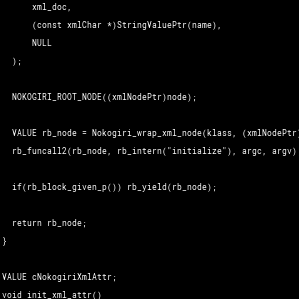 xml_doc,
(const xmlChar *)StringValuePtr(name),
NULL
);
NOKOGIRI_ROOT_NODE((xmlNodePtr)node);
VALUE rb_node = Nokogiri_wrap_xml_node(klass, (xmlNodePtr)
rb_funcall2(rb_node, rb_intern("initialize"), argc, argv)
if(rb_block_given_p()) rb_yield(rb_node);
return rb_node;
}
VALUE cNokogiriXmlAttr;
void init_xml_attr()